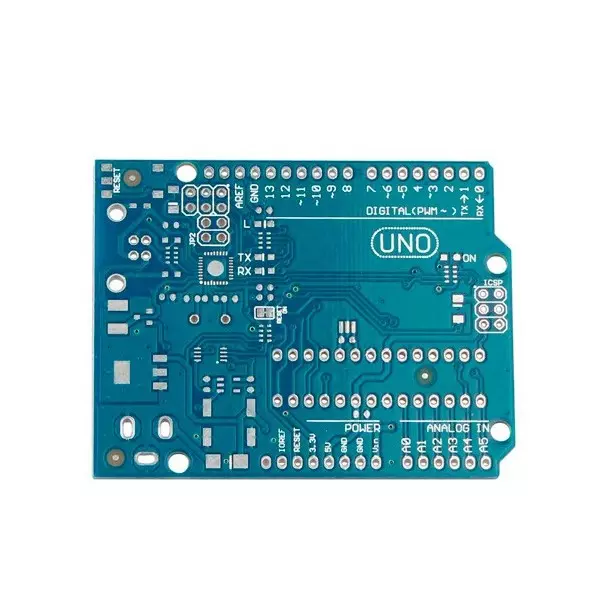 RESET
AREF
GND
13
12
~11
~10
~9
8
7
~6
~5
4
~3
2
TX→1
RX←0
DIGITAL(PWM ~)
JP2
L
TX
RX
UNO
ON
ICSP
RESET
ON
POWER
ANALOG IN
IOREF
RESET
3.3V
5V
GND
GND
Vin
A0
A1
A2
A3
A4
A5